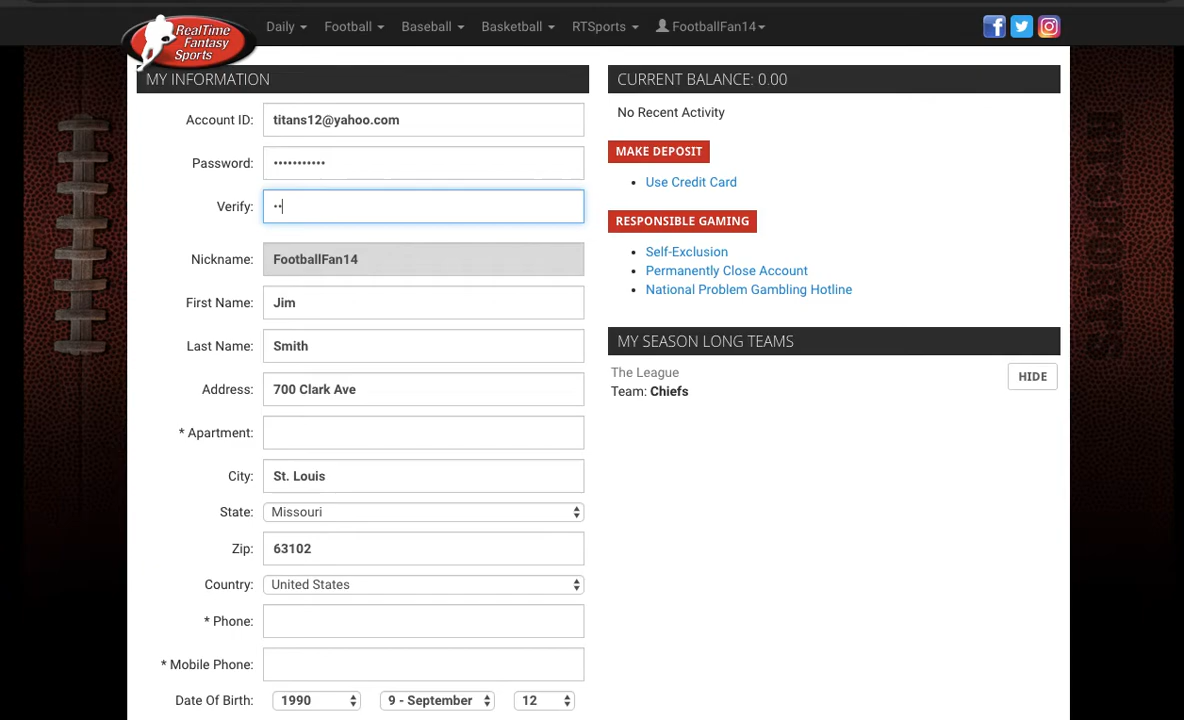 RealTime
Fantasy
Sports
Daily
Football
Baseball
Basketball
RTSports
FootballFan14
MY INFORMATION
Account ID: titans12@yahoo.com
Password: •••••••••••
Verify: ••
Nickname: FootballFan14
First Name: Jim
Last Name: Smith
Address: 700 Clark Ave
* Apartment:
City: St. Louis
State: Missouri
Zip: 63102
Country: United States
* Phone:
* Mobile Phone:
Date Of Birth: 1990 9 - September 12
CURRENT BALANCE: 0.00
No Recent Activity
MAKE DEPOSIT
• Use Credit Card
RESPONSIBLE GAMING
• Self-Exclusion
• Permanently Close Account
• National Problem Gambling Hotline
MY SEASON LONG TEAMS
The League
Team: Chiefs
HIDE